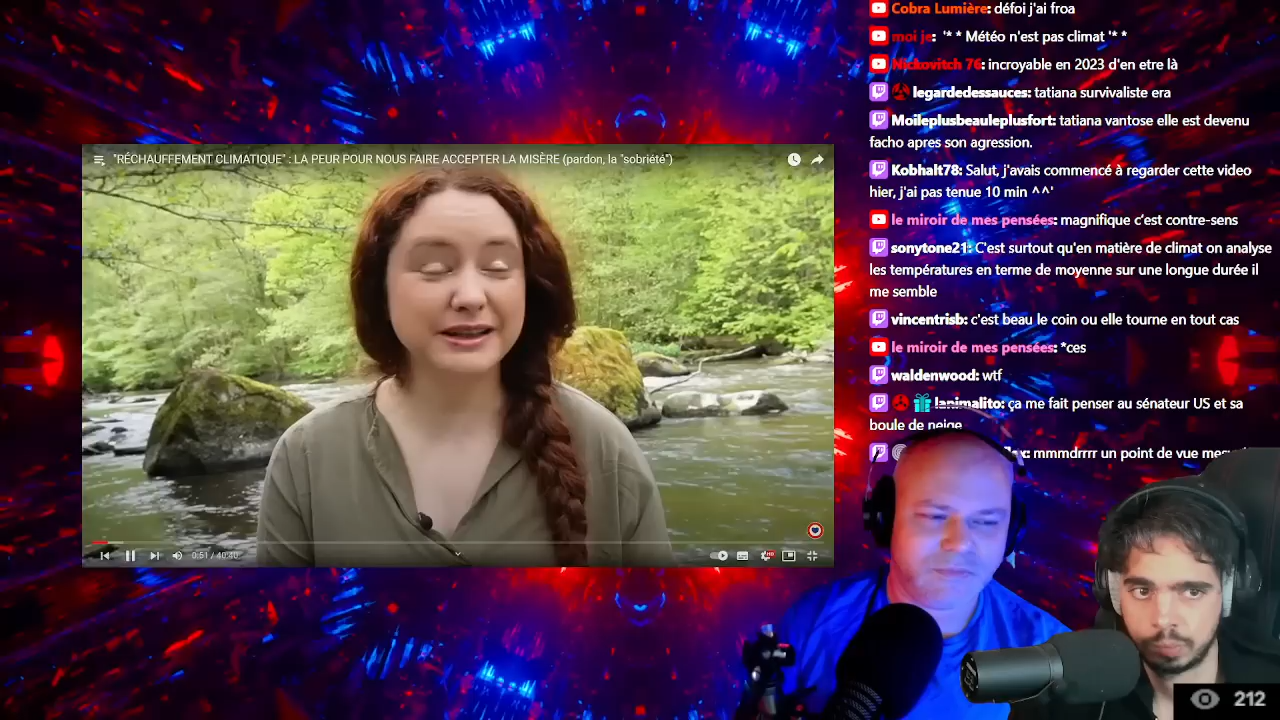 "RÉCHAUFFEMENT CLIMATIQUE" : LA PEUR POUR NOUS FAIRE ACCEPTER LA MISÈRE (pardon, la "sobriété")
0:51 / 40:40
HD
Cobra Lumière: défoi j'ai froa
moi je: '* * Météo n'est pas climat '* *
Nickovitch 76: incroyable en 2023 d'en etre là
legardedessauces: tatiana survivaliste era
Moileplusbeauleplusfort: tatiana vantose elle est devenu
facho apres son agression.
Kobhalt78: Salut, j'avais commencé à regarder cette video
hier, j'ai pas tenue 10 min ^^'
le miroir de mes pensées: magnifique c'est contre-sens
sonytone21: C'est surtout qu'en matière de climat on analyse
les températures en terme de moyenne sur une longue durée il
me semble
vincentrisb: c'est beau le coin ou elle tourne en tout cas
le miroir de mes pensées: *ces
waldenwood: wtf
lanimalito: ça me fait penser au sénateur US et sa
boule de neige
mmmdrrrr un point de vue
212